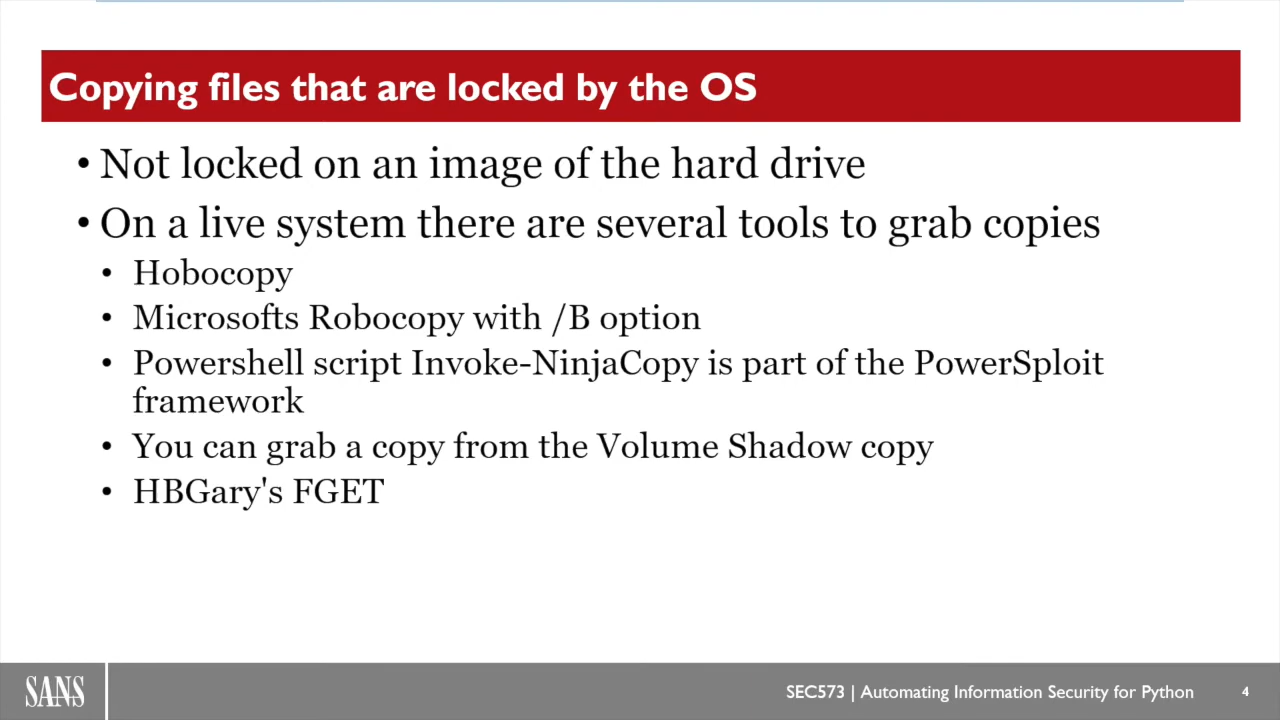 Copying files that are locked by the OS
• Not locked on an image of the hard drive
• On a live system there are several tools to grab copies
• Hobocopy
• Microsofts Robocopy with /B option
• Powershell script Invoke-NinjaCopy is part of the PowerSploit
framework
• You can grab a copy from the Volume Shadow copy
• HBGary's FGET
SANS
SEC573 | Automating Information Security for Python
4